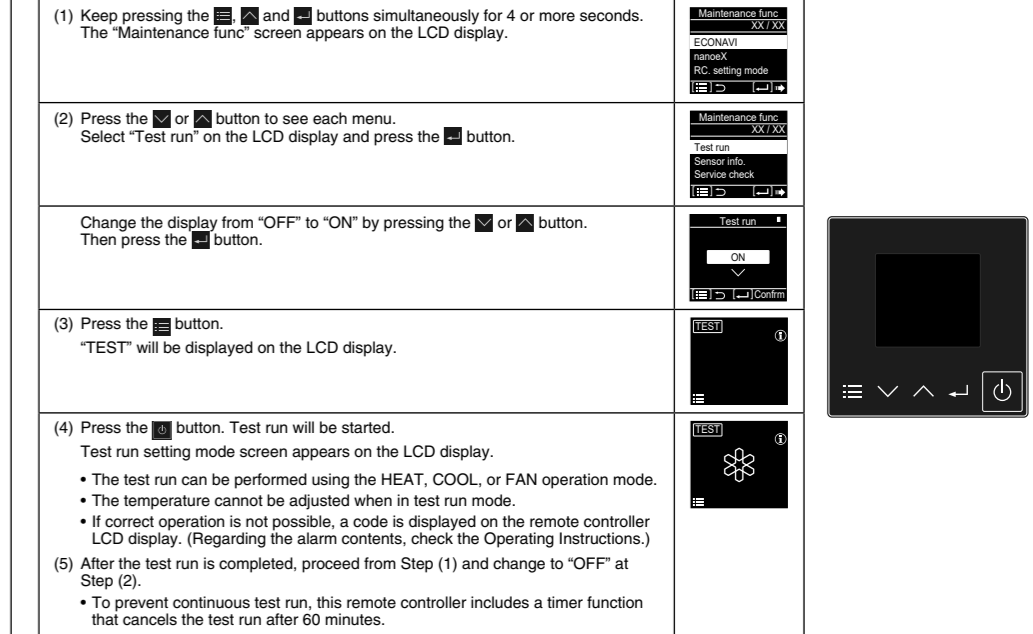 (1) Keep pressing the , and buttons simultaneously for 4 or more seconds.
The “Maintenance func” screen appears on the LCD display.
Maintenance func
XX / XX
ECONAVI
nanoeX
RC. setting mode
[ ] [ ]
(2) Press the or button to see each menu.
Select “Test run” on the LCD display and press the button.
Maintenance func
XX / XX
Test run
Sensor info.
Service check
[ ] [ ]
Change the display from “OFF” to “ON” by pressing the or button.
Then press the button.
Test run
ON
[ ] [ ]Confrm
(3) Press the button.
“TEST” will be displayed on the LCD display.
TEST
(4) Press the button. Test run will be started.
Test run setting mode screen appears on the LCD display.
• The test run can be performed using the HEAT, COOL, or FAN operation mode.
• The temperature cannot be adjusted when in test run mode.
• If correct operation is not possible, a code is displayed on the remote controller
LCD display. (Regarding the alarm contents, check the Operating Instructions.)
TEST
(5) After the test run is completed, proceed from Step (1) and change to “OFF” at
Step (2).
• To prevent continuous test run, this remote controller includes a timer function
that cancels the test run after 60 minutes.